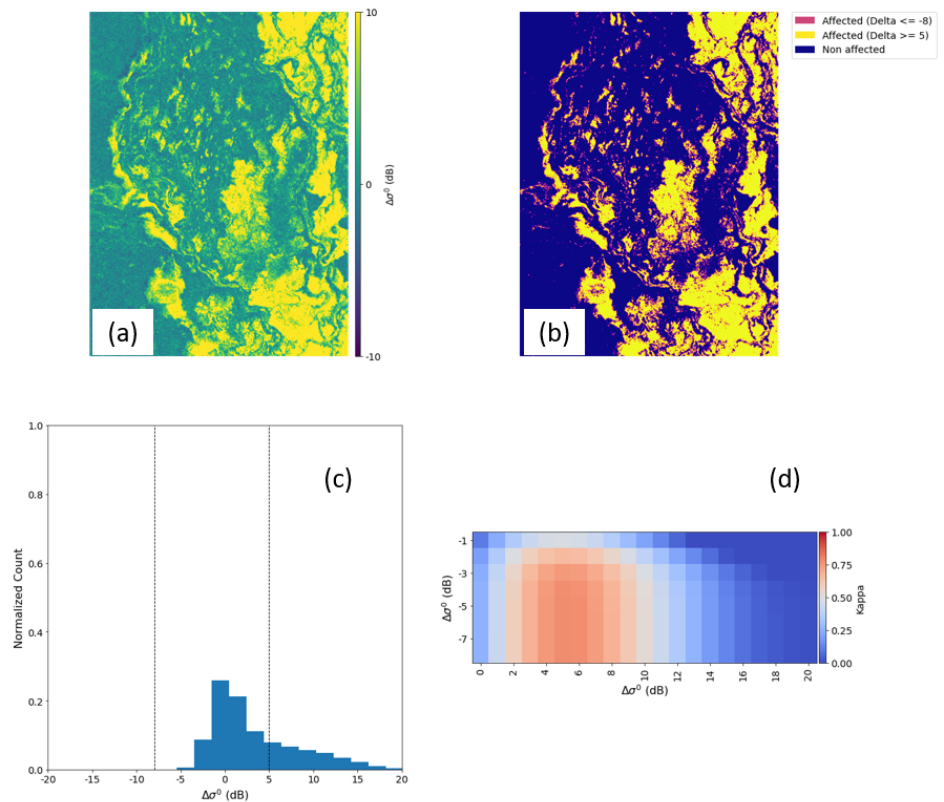 10
0
-10
Δσ⁰ (dB)
(a)
(b)
Affected (Delta <= -8)
Affected (Delta >= 5)
Non affected
(c)
1.0
0.8
0.6
0.4
0.2
0.0
Normalized Count
-20 -15 -10 -5 0 5 10 15 20
Δσ⁰ (dB)
(d)
-1
-3
-5
-7
Δσ⁰ (dB)
0 2 4 6 8 10 12 14 16 18 20
Δσ⁰ (dB)
1.00
0.75
0.50
0.25
0.00
Kappa